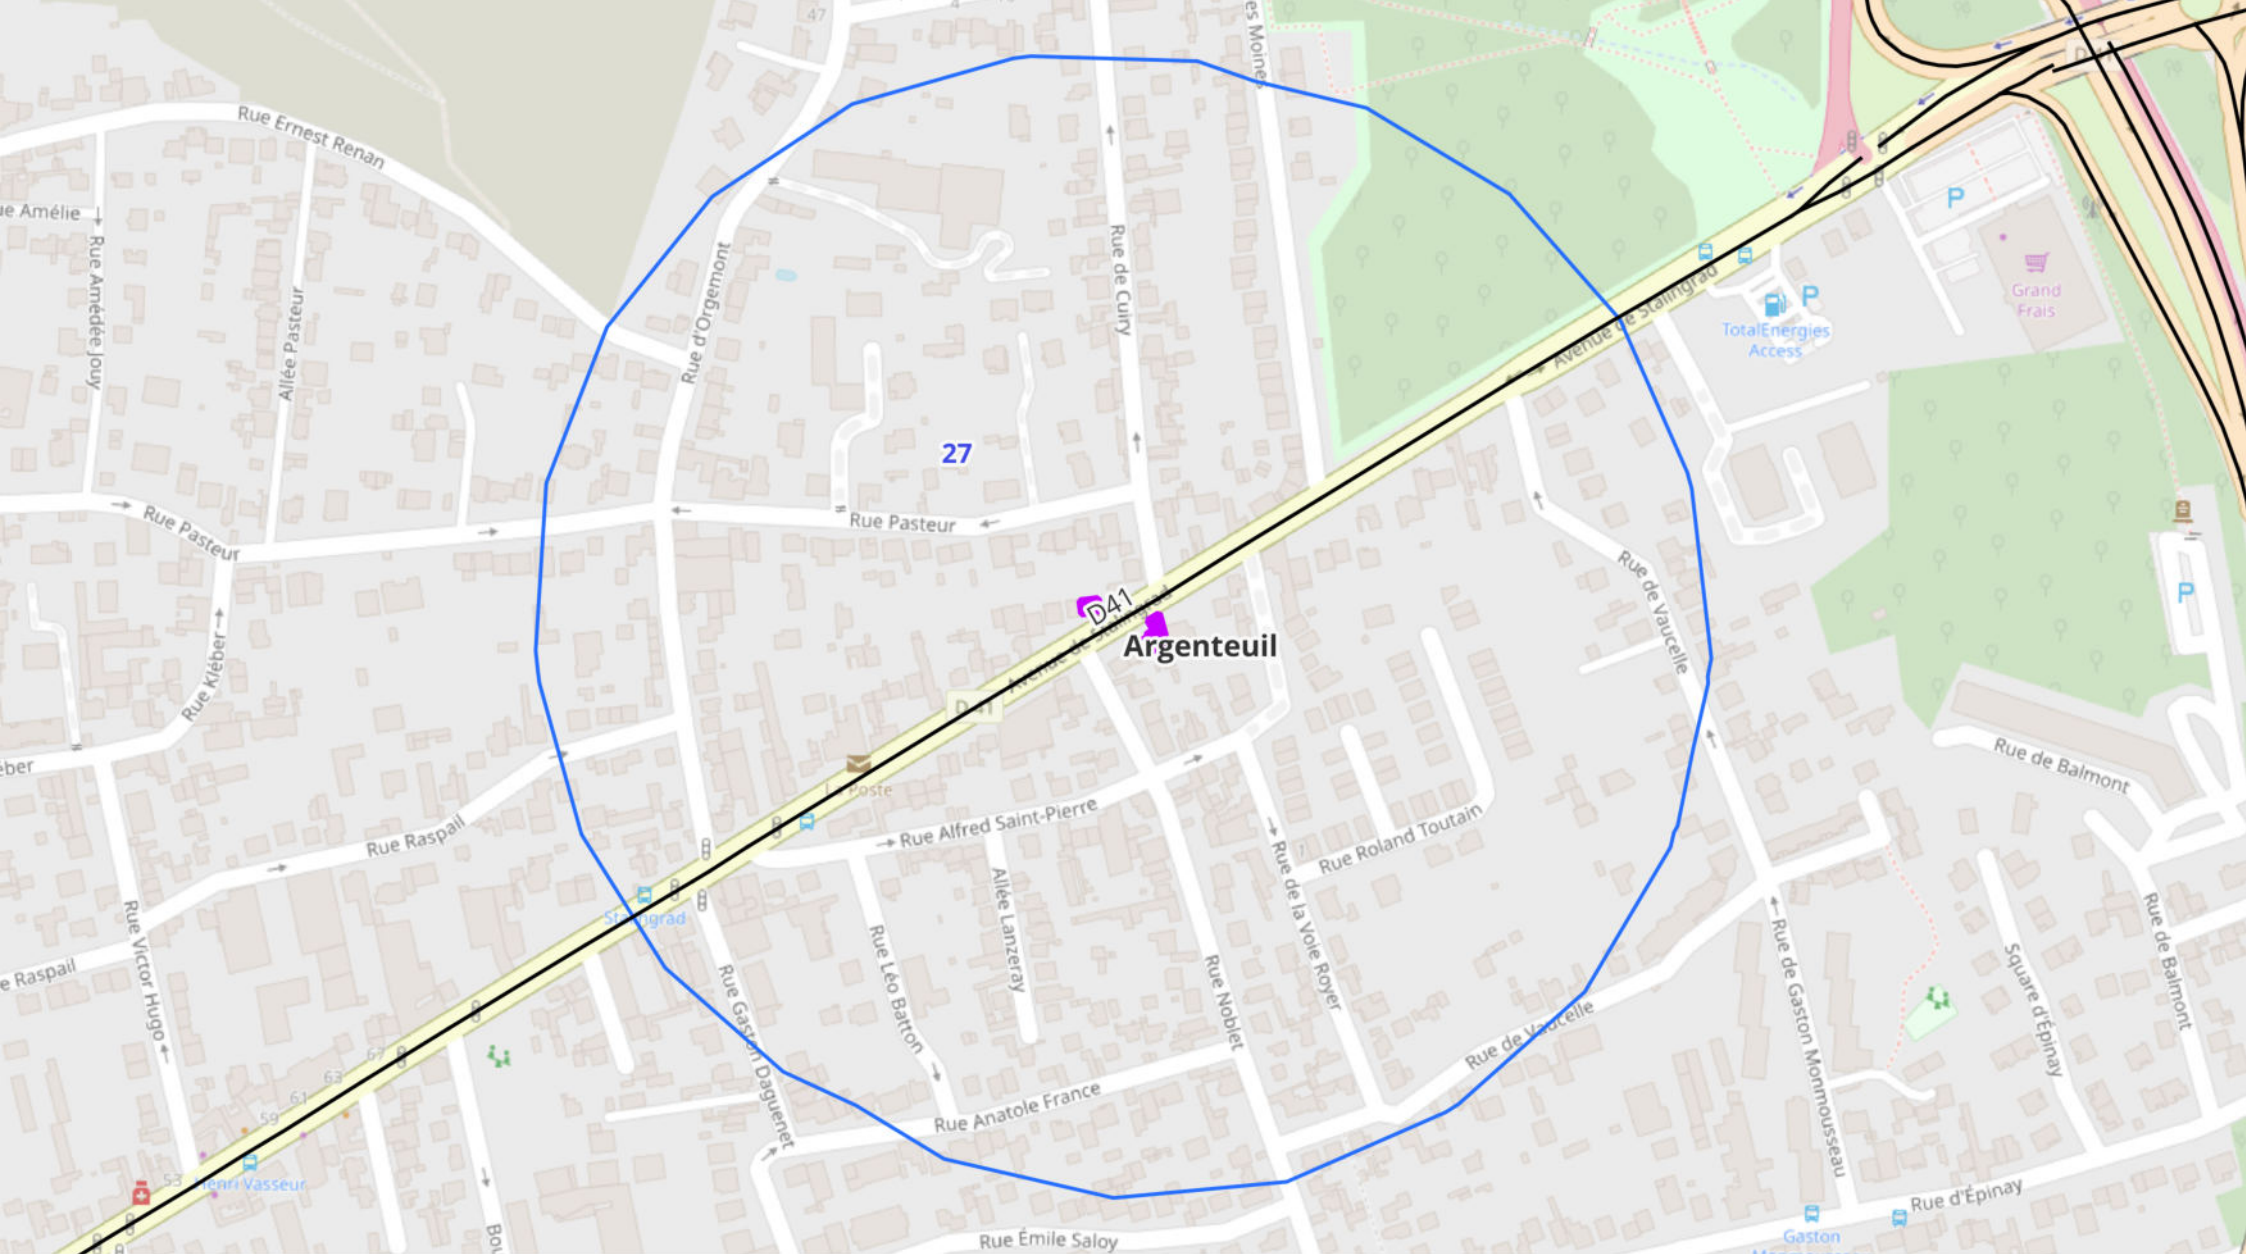 47
4
es Moines
Rue Ernest Renan
ue Amélie
Rue Amédée Jouy
Allée Pasteur
Rue d'Orgemont
Rue de Cuiry
Avenue de Stalingrad
P
Grand
Frais
P
TotalEnergies
Access
27
Rue Pasteur
Rue Pasteur
Rue de Vaucelle
D41
Avenue de Stalingrad
Argenteuil
P
Rue Kléber
D 41
éber
La Poste
Rue de Balmont
Rue Alfred Saint-Pierre
Rue Raspail
Rue Roland Toutain
Rue de la Voie Royer
Allée Lanzeray
Stalingrad
Rue Victor Hugo
Rue Léo Batton
Rue de Balmont
Rue de Gaston Monmousseau
Square d'Épinay
e Raspail
Rue Gaston Daguenet
Rue Noblet
Rue de Vaucelle
67
63
61
59
53
Rue Anatole France
Henri Vasseur
Rue d'Épinay
Bou
Rue Émile Saloy
Gaston